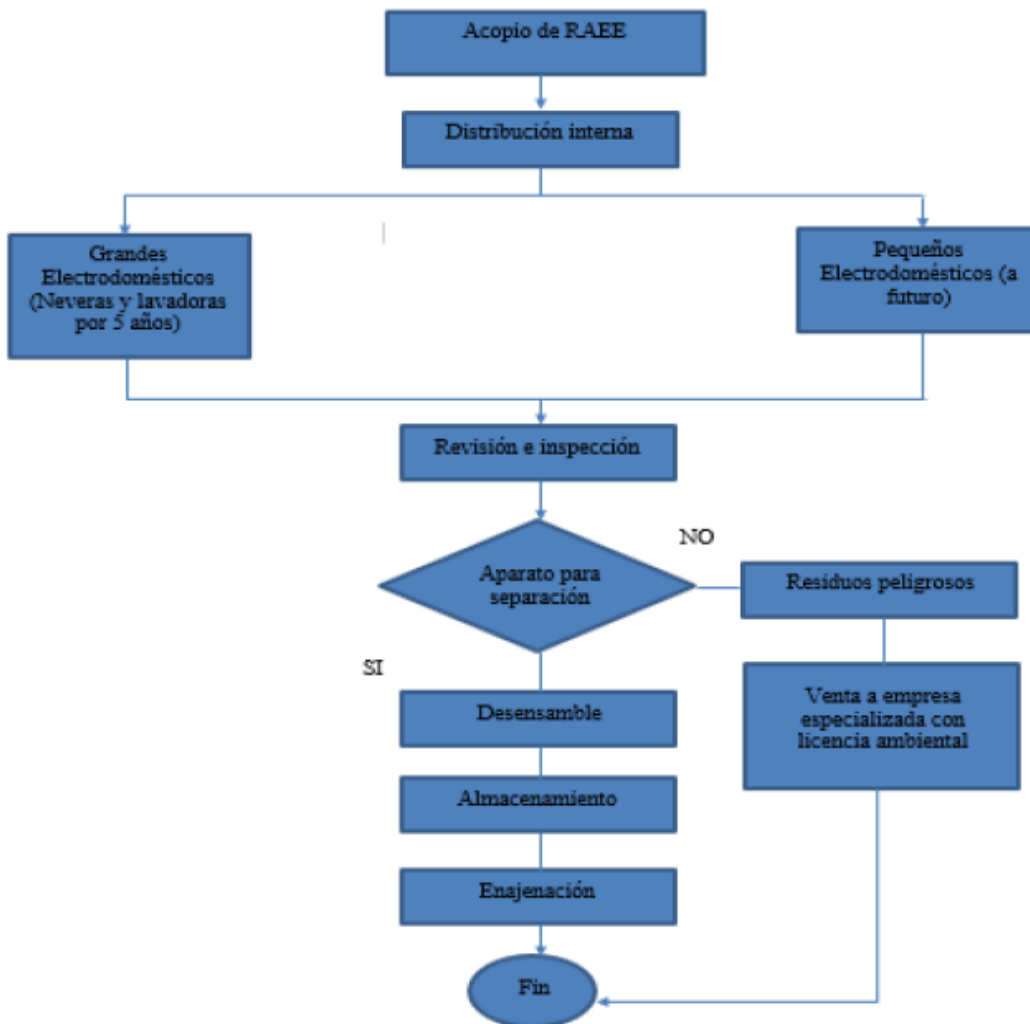 Acopio de RAEE
Distribución interna
Grandes
Electrodomésticos
(Neveras y lavadoras
por 5 años)
Pequeños
Electrodomésticos (a
futuro)
Revisión e inspección
NO
Aparato para
separación
Residuos peligrosos
SI
Venta a empresa
especializada con
licencia ambiental
Desensamble
Almacenamiento
Enajenación
Fin